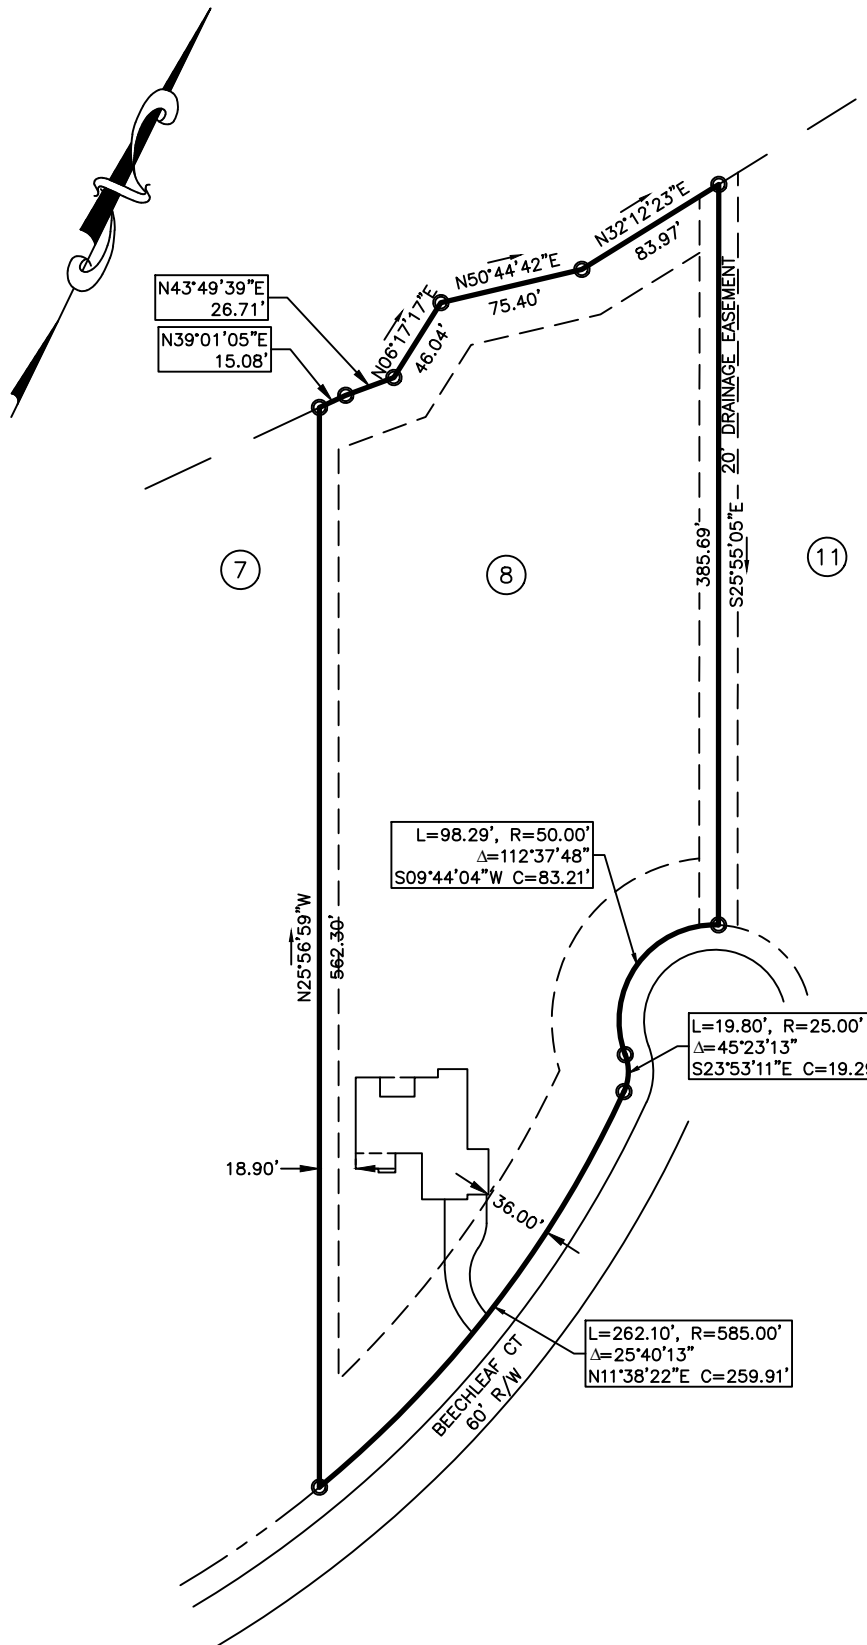 N32°12'23"E
83.97'
N50°44'42"E
75.40'
N43°49'39"E
26.71'
N06°17'17"E
46.04'
N39°01'05"E
15.08'
20' DRAINAGE EASEMENT
385.69'
S25°55'05"E
7
8
11
L=98.29', R=50.00'
Δ=112°37'48"
S09°44'04"W C=83.21'
N25°56'59"W
562.30'
L=19.80', R=25.00'
Δ=45°23'13"
S23°53'11"E C=19.29
18.90'
36.00'
L=262.10', R=585.00'
Δ=25°40'13"
N11°38'22"E C=259.91'
BEECHLEAF CT
60' R/W